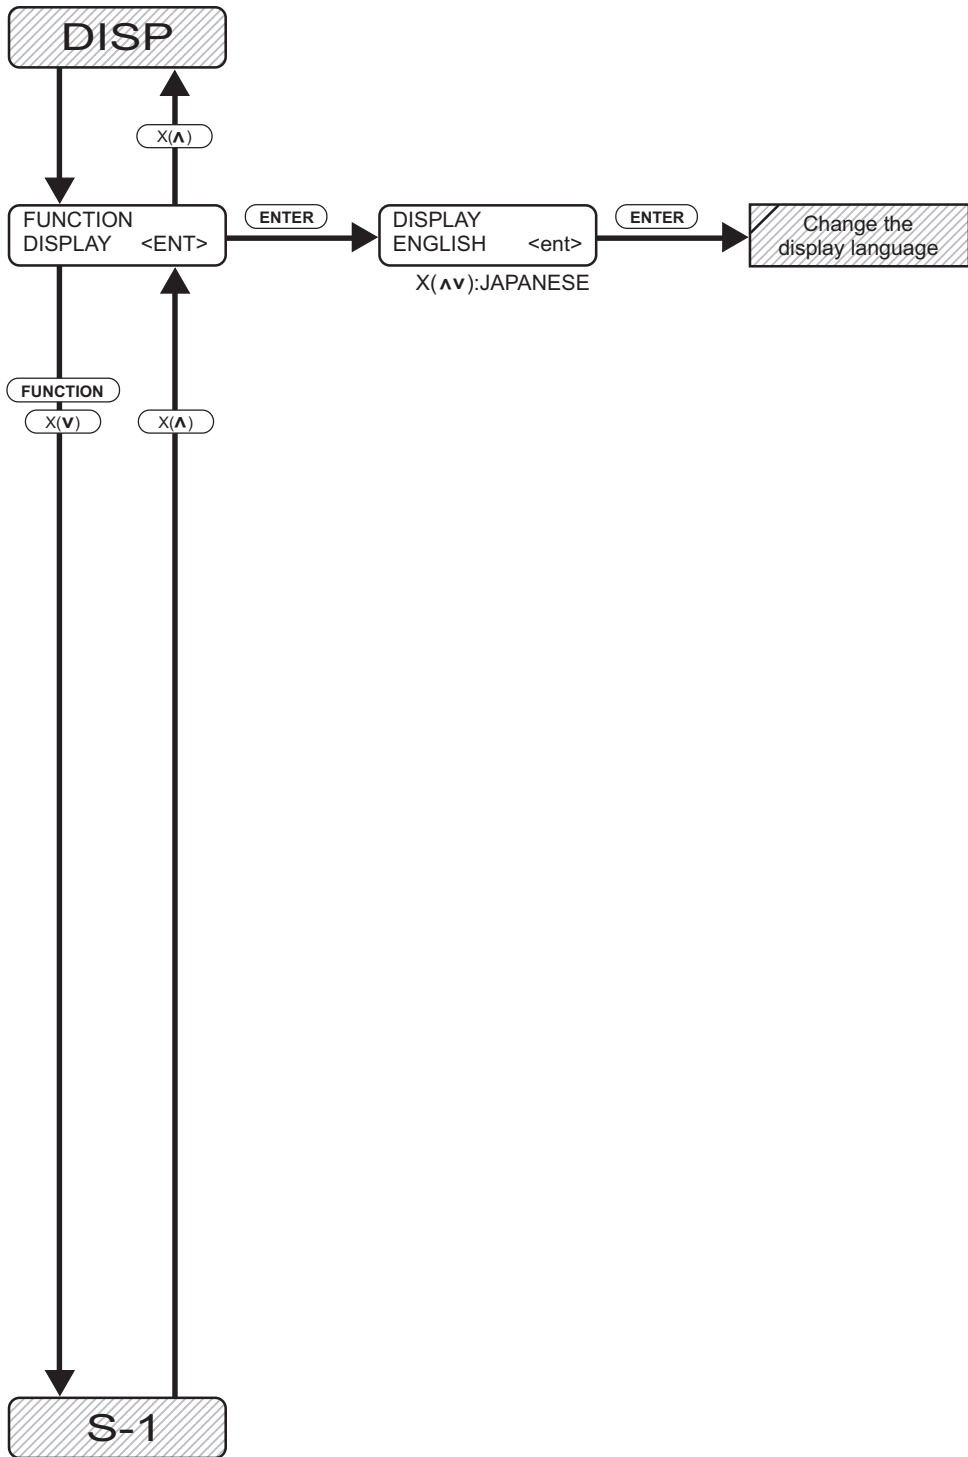 DISP
X(∧)
FUNCTION
DISPLAY <ENT>
ENTER
DISPLAY
ENGLISH <ent>
X(∧∨):JAPANESE
ENTER
Change the
display language
FUNCTION
X(∨)
X(∧)
S-1